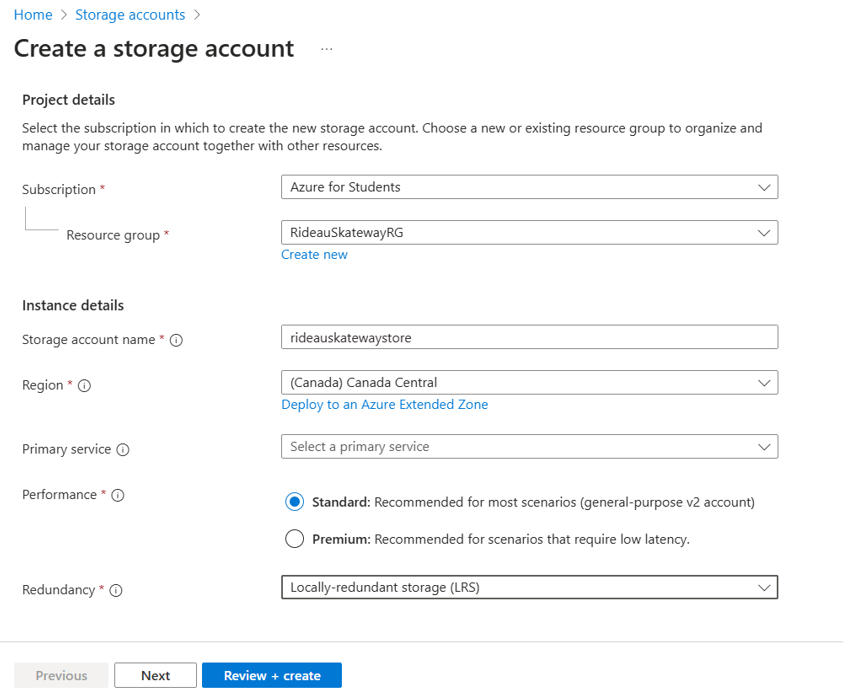 Home > Storage accounts >
Create a storage account ...
Project details
Select the subscription in which to create the new storage account. Choose a new or existing resource group to organize and
manage your storage account together with other resources.
Subscription * Azure for Students
Resource group * RideauSkatewayRG
Create new
Instance details
Storage account name * rideauskatewaystore
Region * (Canada) Canada Central
Deploy to an Azure Extended Zone
Primary service Select a primary service
Performance * Standard: Recommended for most scenarios (general-purpose v2 account)
Premium: Recommended for scenarios that require low latency.
Redundancy * Locally-redundant storage (LRS)
Previous Next Review + create